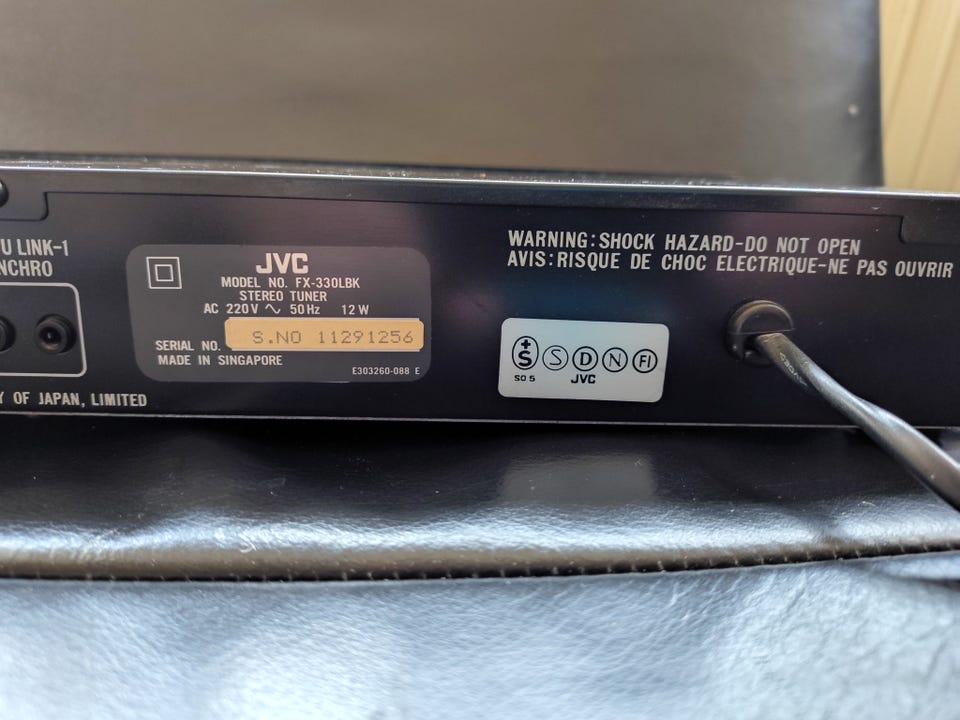 U LINK-1
NCHRO
JVC
MODEL NO. FX-330LBK
STEREO TUNER
AC 220V ∿ 50Hz 12W
SERIAL NO. S.NO 11291256
MADE IN SINGAPORE
E303260-088 E
Y OF JAPAN, LIMITED
WARNING:SHOCK HAZARD-DO NOT OPEN
AVIS:RISQUE DE CHOC ELECTRIQUE-NE PAS OUVRIR
+S S D N FI
SO 5 JVC